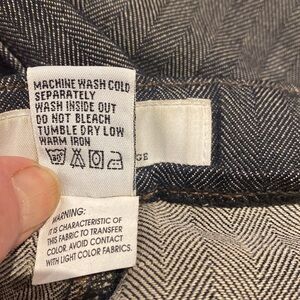 MACHINE WASH COLD
SEPARATELY
WASH INSIDE OUT
DO NOT BLEACH
TUMBLE DRY LOW
WARM IRON
GE
WARNING:
IT IS CHARACTERISTIC OF
THIS FABRIC TO TRANSFER
COLOR. AVOID CONTACT
WITH LIGHT COLOR FABRICS.